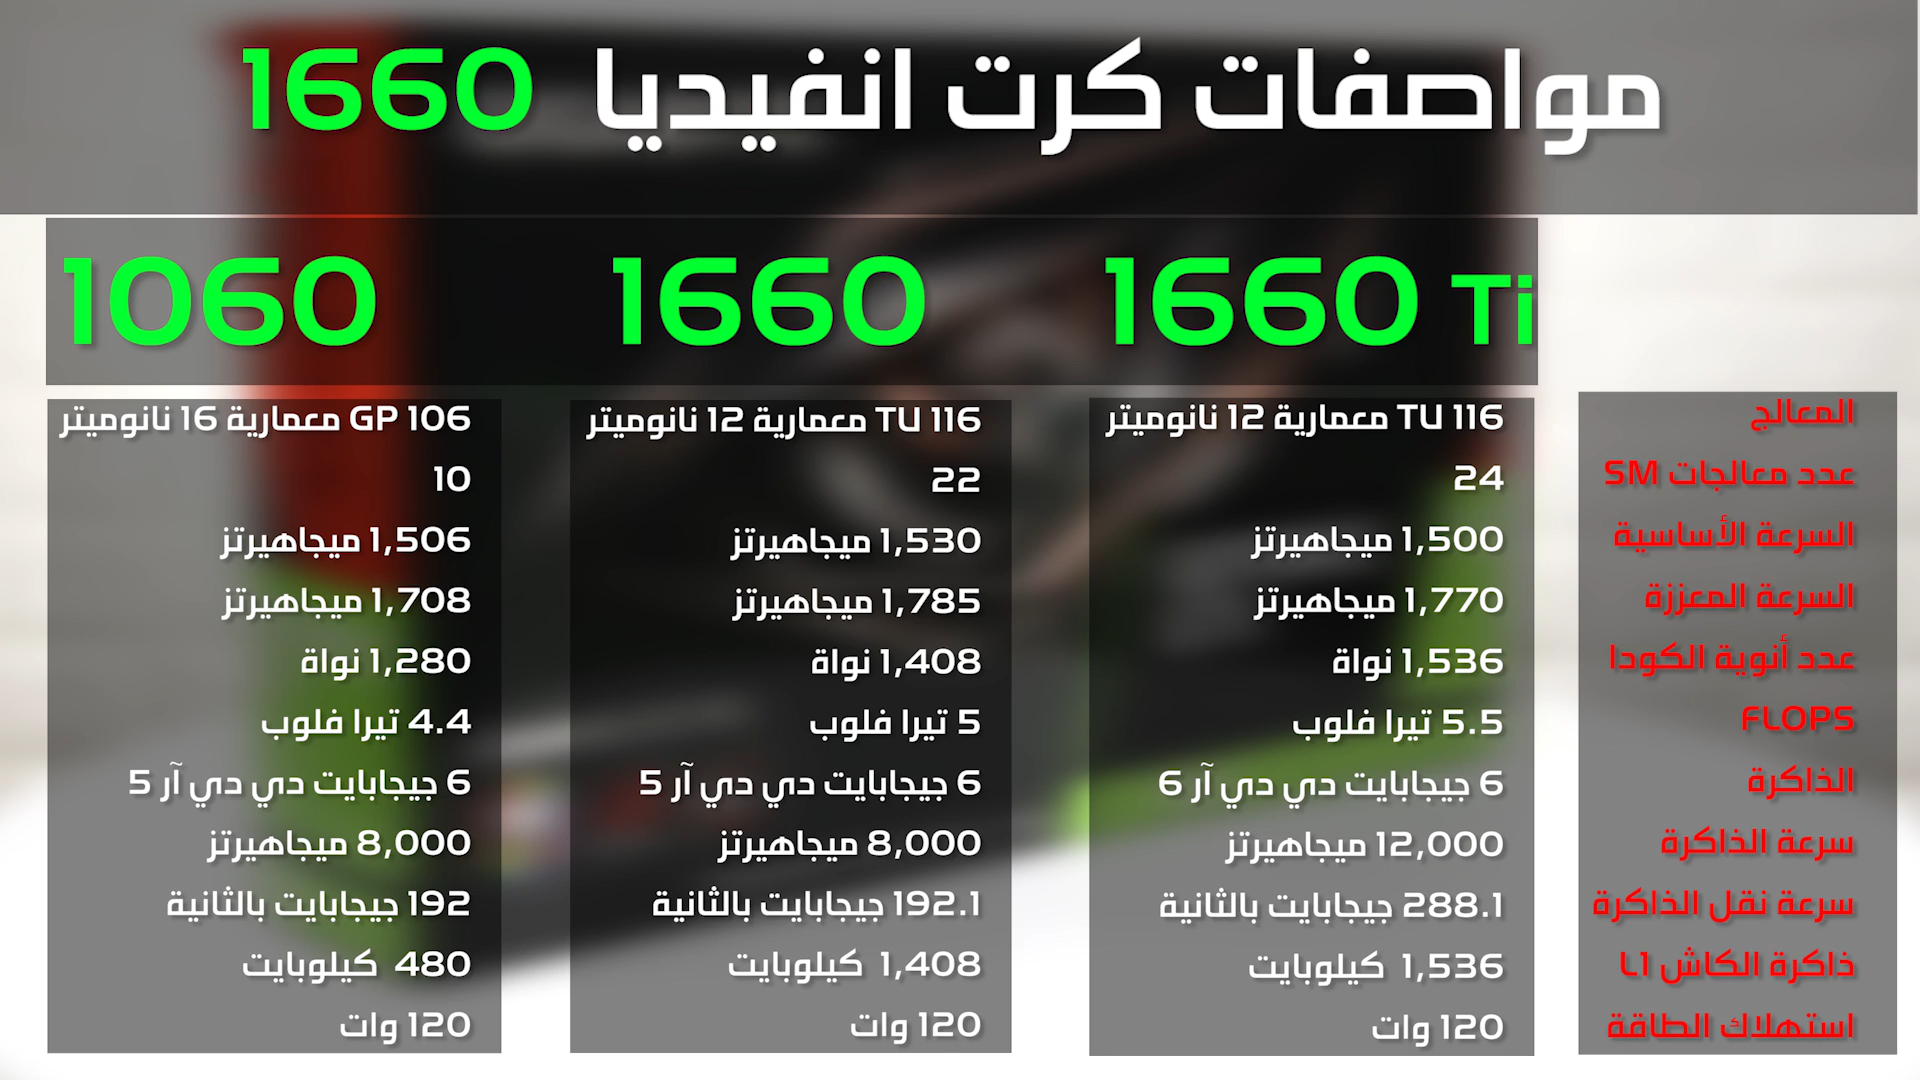 مواصفات كرت انفيديا 1660
1660 Ti 1660 1060
المعالج TU 116 معمارية 12 نانوميتر TU 116 معمارية 12 نانوميتر GP 106 معمارية 16 نانوميتر
عدد معالجات SM 24 22 10
السرعة الأساسية 1,500 ميجاهيرتز 1,530 ميجاهيرتز 1,506 ميجاهيرتز
السرعة المعززة 1,770 ميجاهيرتز 1,785 ميجاهيرتز 1,708 ميجاهيرتز
عدد أنوية الكودا 1,536 نواة 1,408 نواة 1,280 نواة
FLOPS 5.5 تيرا فلوب 5 تيرا فلوب 4.4 تيرا فلوب
الذاكرة 6 جيجابايت دي دي آر 6 6 جيجابايت دي دي آر 5 6 جيجابايت دي دي آر 5
سرعة الذاكرة 12,000 ميجاهيرتز 8,000 ميجاهيرتز 8,000 ميجاهيرتز
سرعة نقل الذاكرة 288.1 جيجابايت بالثانية 192.1 جيجابايت بالثانية 192 جيجابايت بالثانية
ذاكرة الكاش L1 1,536 كيلوبايت 1,408 كيلوبايت 480 كيلوبايت
استهلاك الطاقة 120 وات 120 وات 120 وات